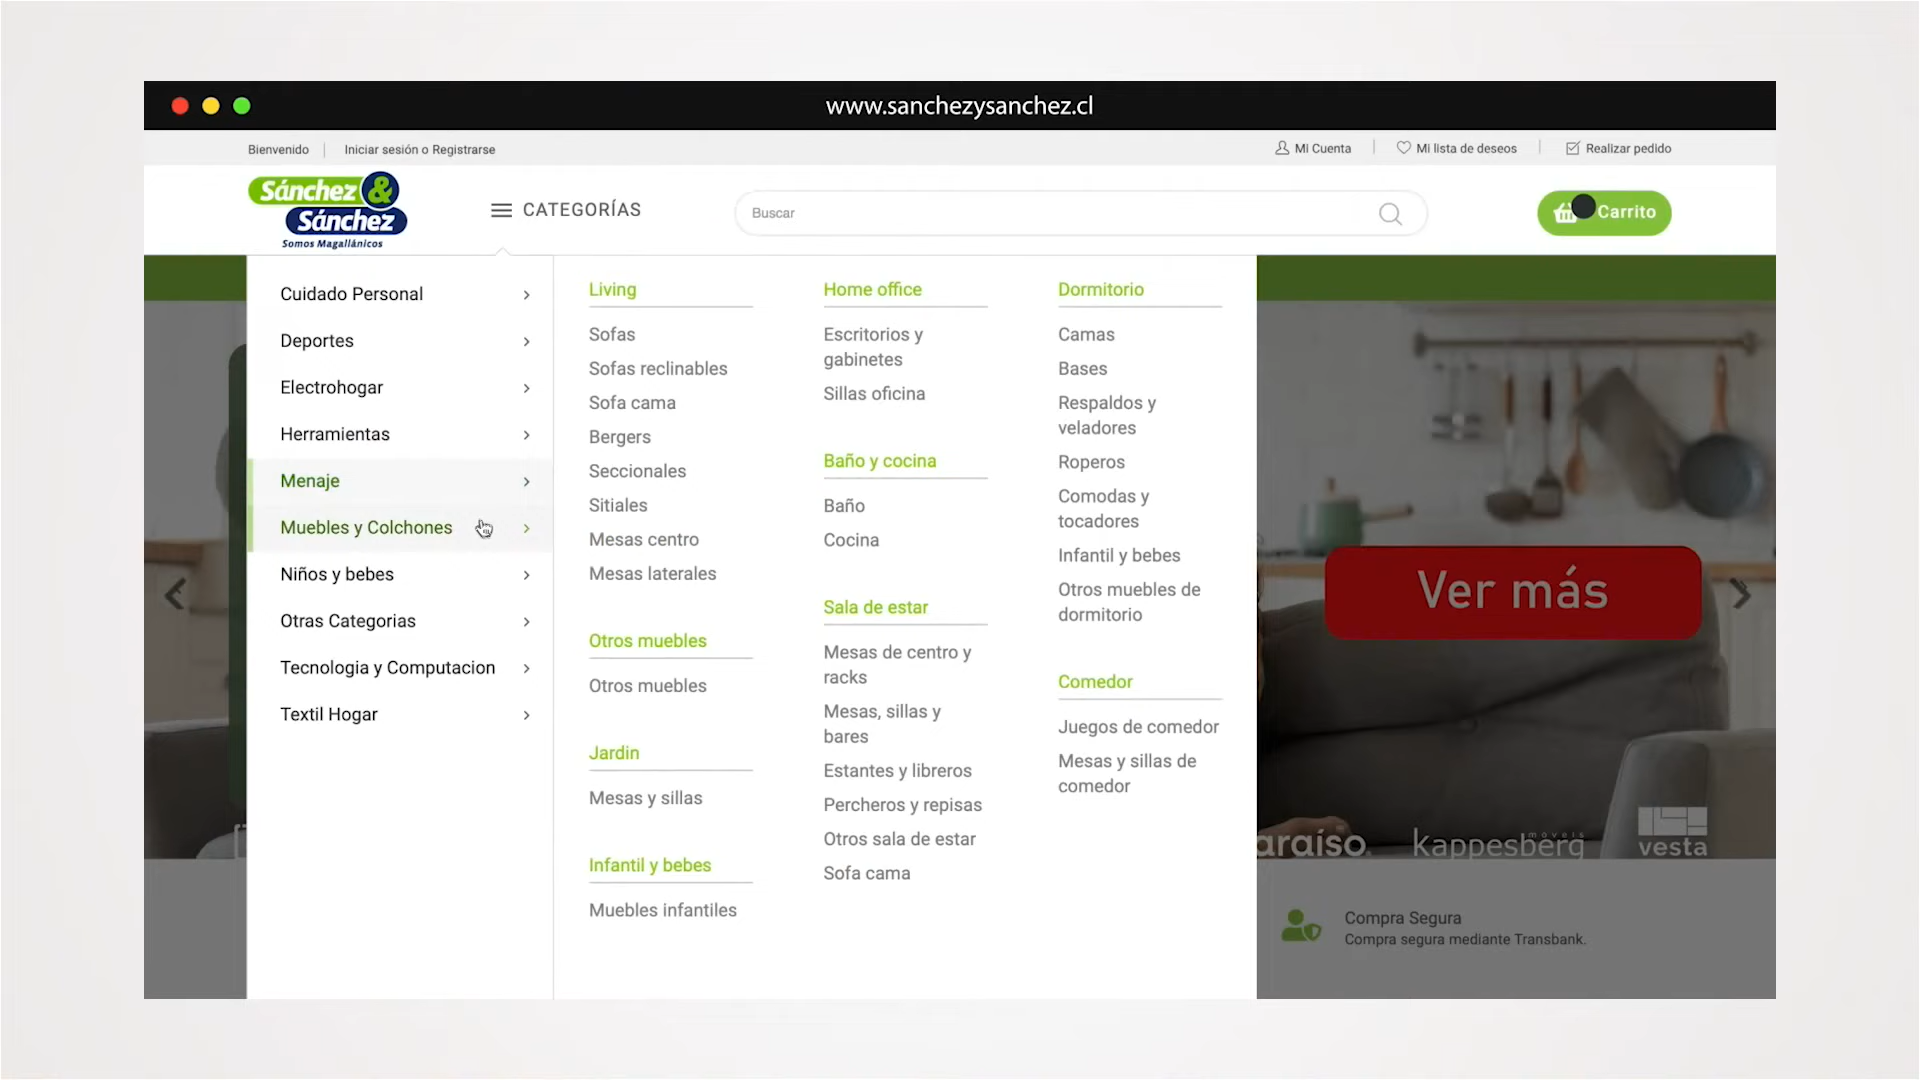 www.sanchezysanchez.cl
Bienvenido
Iniciar sesión o Registrarse
Mi Cuenta
Mi lista de deseos
Realizar pedido
Sánchez &
Sánchez
Somos Magallánicos
CATEGORÍAS
Buscar
Carrito
Cuidado Personal
Deportes
Electrohogar
Herramientas
Menaje
Muebles y Colchones
Niños y bebes
Otras Categorias
Tecnologia y Computacion
Textil Hogar
Living
Sofas
Sofas reclinables
Sofa cama
Bergers
Seccionales
Sitiales
Mesas centro
Mesas laterales
Otros muebles
Otros muebles
Jardin
Mesas y sillas
Infantil y bebes
Muebles infantiles
Home office
Escritorios y
gabinetes
Sillas oficina
Baño y cocina
Baño
Cocina
Sala de estar
Mesas de centro y
racks
Mesas, sillas y
bares
Estantes y libreros
Percheros y repisas
Otros sala de estar
Sofa cama
Dormitorio
Camas
Bases
Respaldos y
veladores
Roperos
Comodas y
tocadores
Infantil y bebes
Otros muebles de
dormitorio
Comedor
Juegos de comedor
Mesas y sillas de
comedor
Ver más
araíso
kappesberg
móveis
vesta
Compra Segura
Compra segura mediante Transbank.